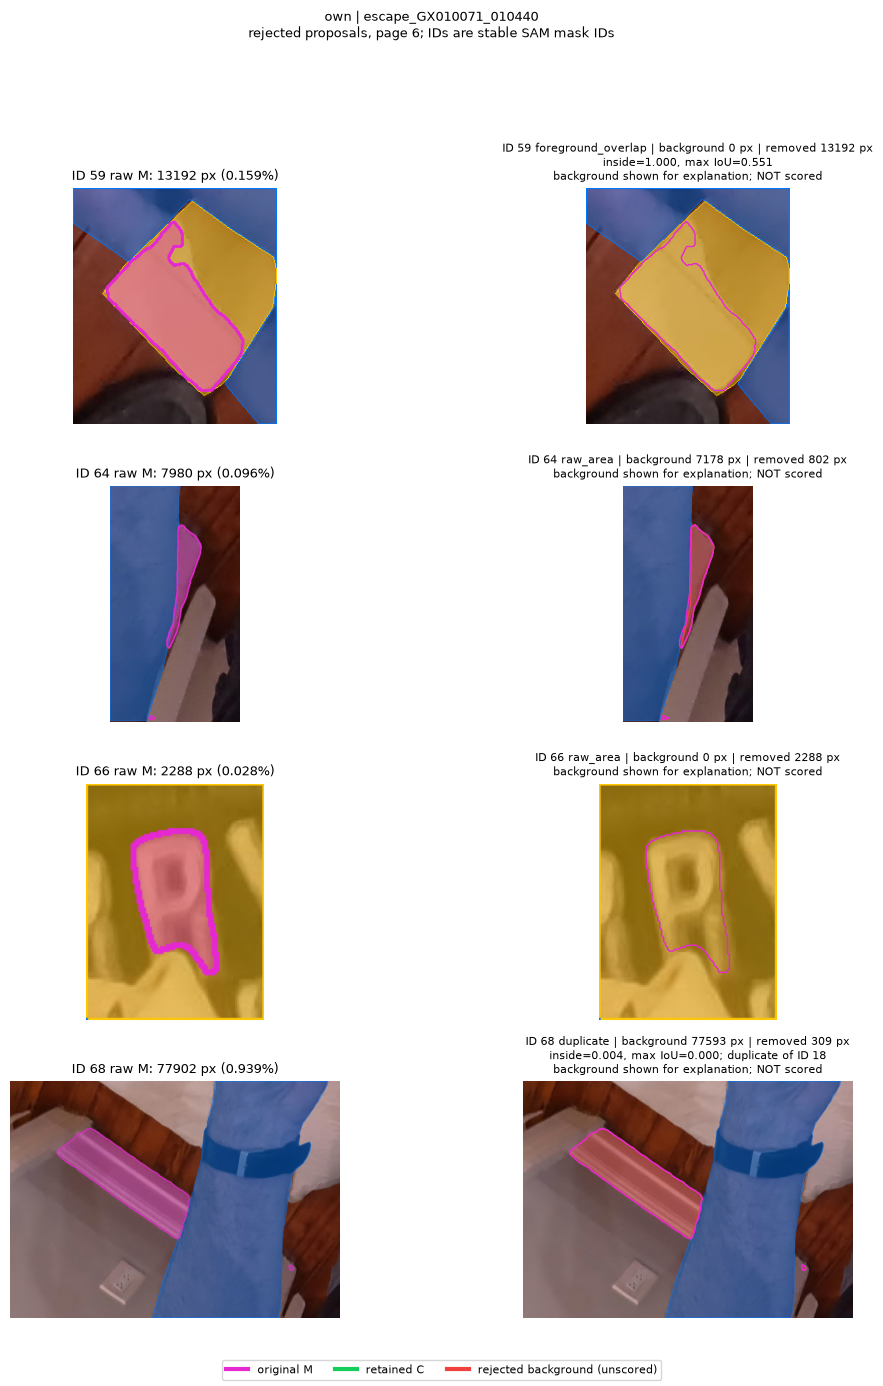 own | escape_GX010071_010440
rejected proposals, page 6; IDs are stable SAM mask IDs
ID 59 raw M: 13192 px (0.159%)
ID 59 foreground_overlap | background 0 px | removed 13192 px
inside=1.000, max IoU=0.551
background shown for explanation; NOT scored
ID 64 raw M: 7980 px (0.096%)
ID 64 raw_area | background 7178 px | removed 802 px
background shown for explanation; NOT scored
ID 66 raw M: 2288 px (0.028%)
ID 66 raw_area | background 0 px | removed 2288 px
background shown for explanation; NOT scored
R
R
ID 68 raw M: 77902 px (0.939%)
ID 68 duplicate | background 77593 px | removed 309 px
inside=0.004, max IoU=0.000; duplicate of ID 18
background shown for explanation; NOT scored
original M
retained C
rejected background (unscored)